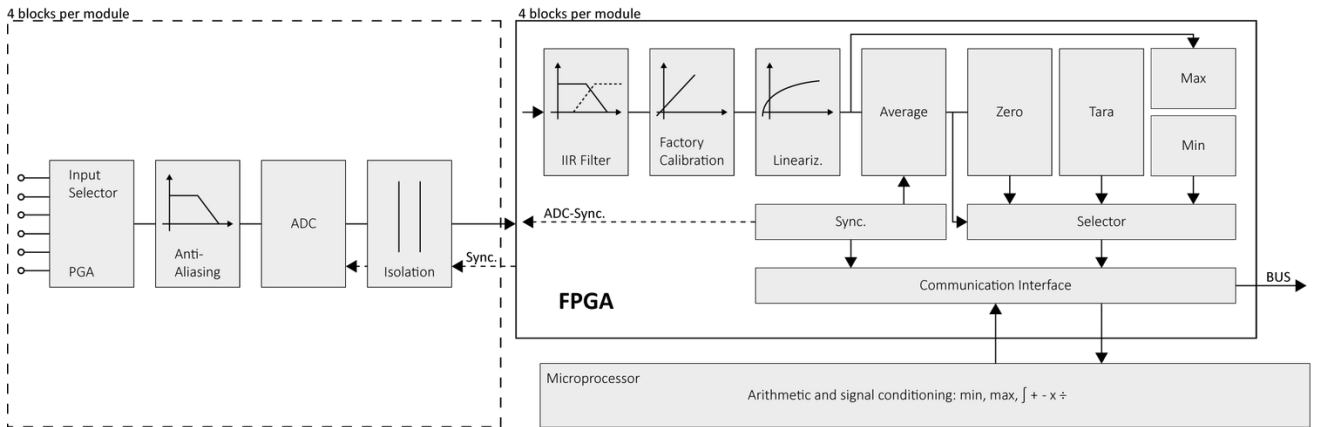 4 blocks per module
4 blocks per module
Input
Selector
PGA
Anti-
Aliasing
ADC
Isolation
Sync.
IIR Filter
Factory
Calibration
Lineariz.
Average
Zero
Tara
Max
Min
ADC-Sync.
Sync.
Selector
Communication Interface
BUS
FPGA
Microprocessor
Arithmetic and signal conditioning: min, max, ∫ + - x ÷